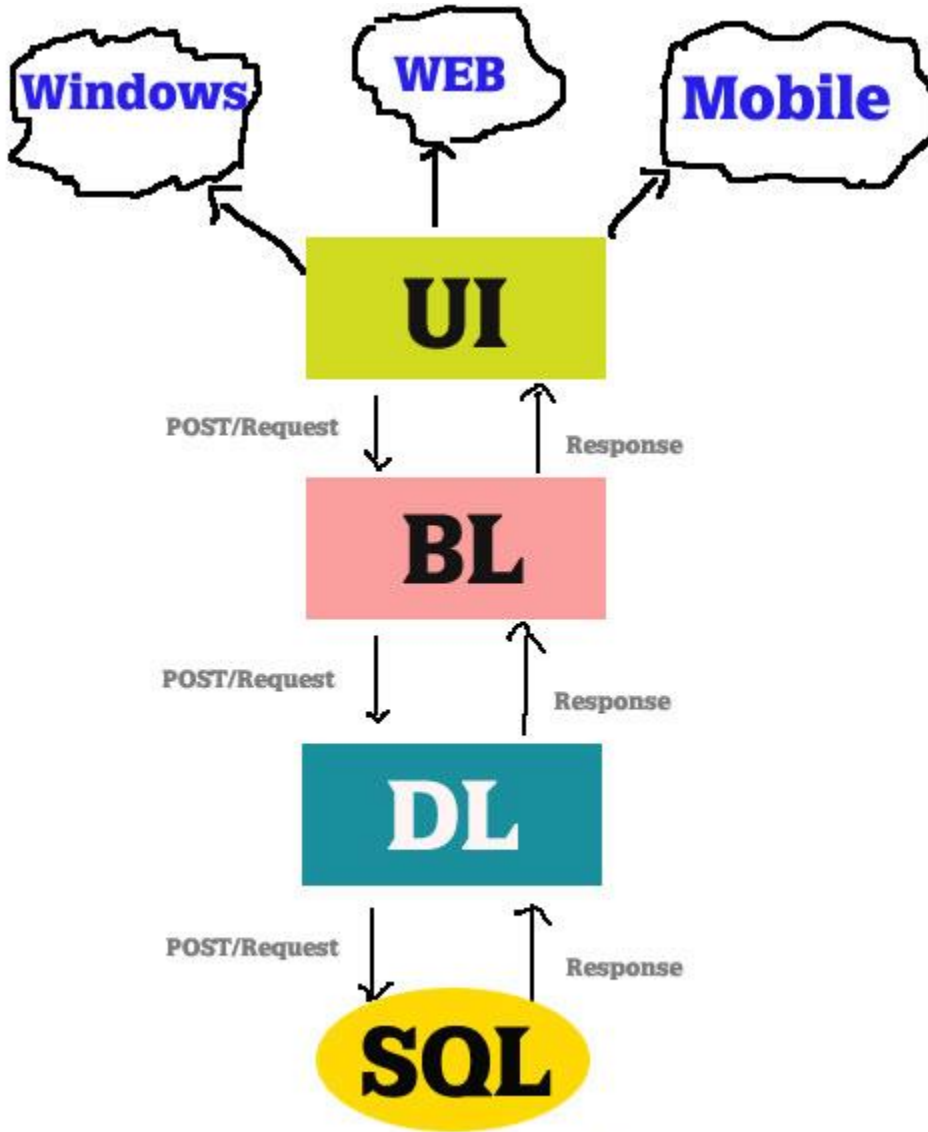 Windows
WEB
Mobile
UI
POST/Request
Response
BL
POST/Request
Response
DL
POST/Request
Response
SQL